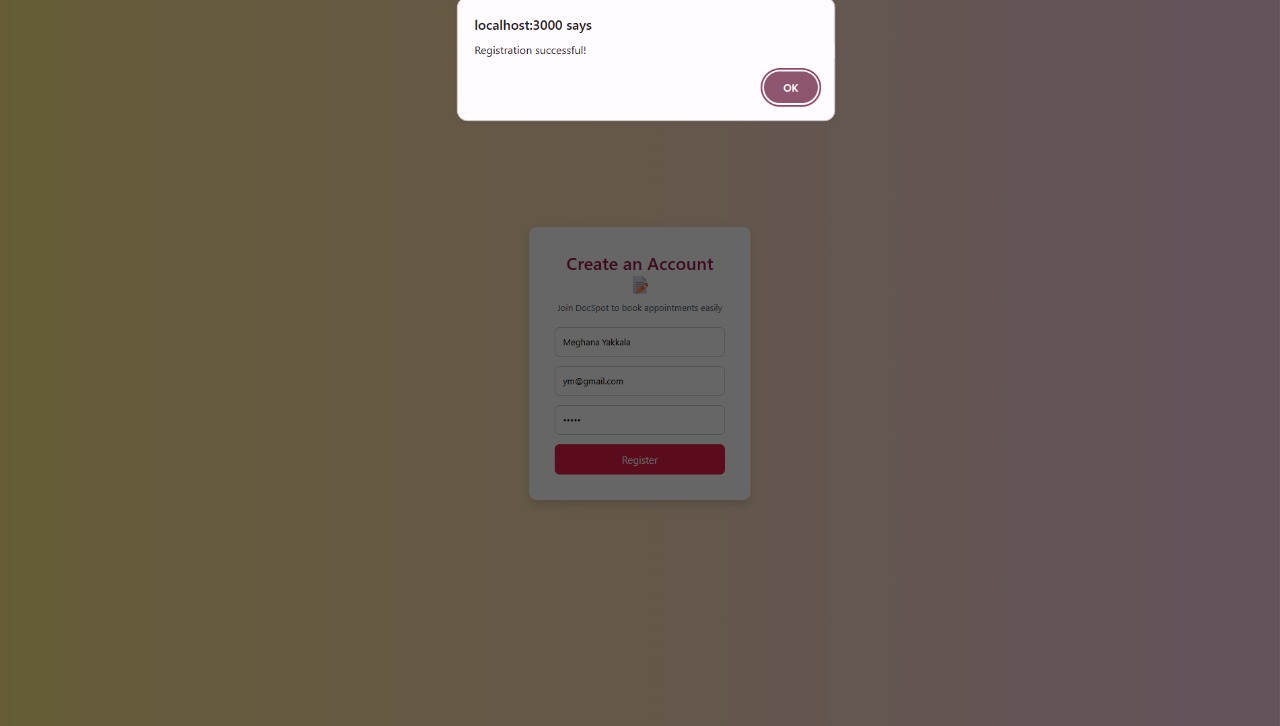 localhost:3000 says
Registration successful!
OK
Create an Account
Join DocSpot to book appointments easily
Meghana Yakkala
ym@gmail.com
•••••
Register